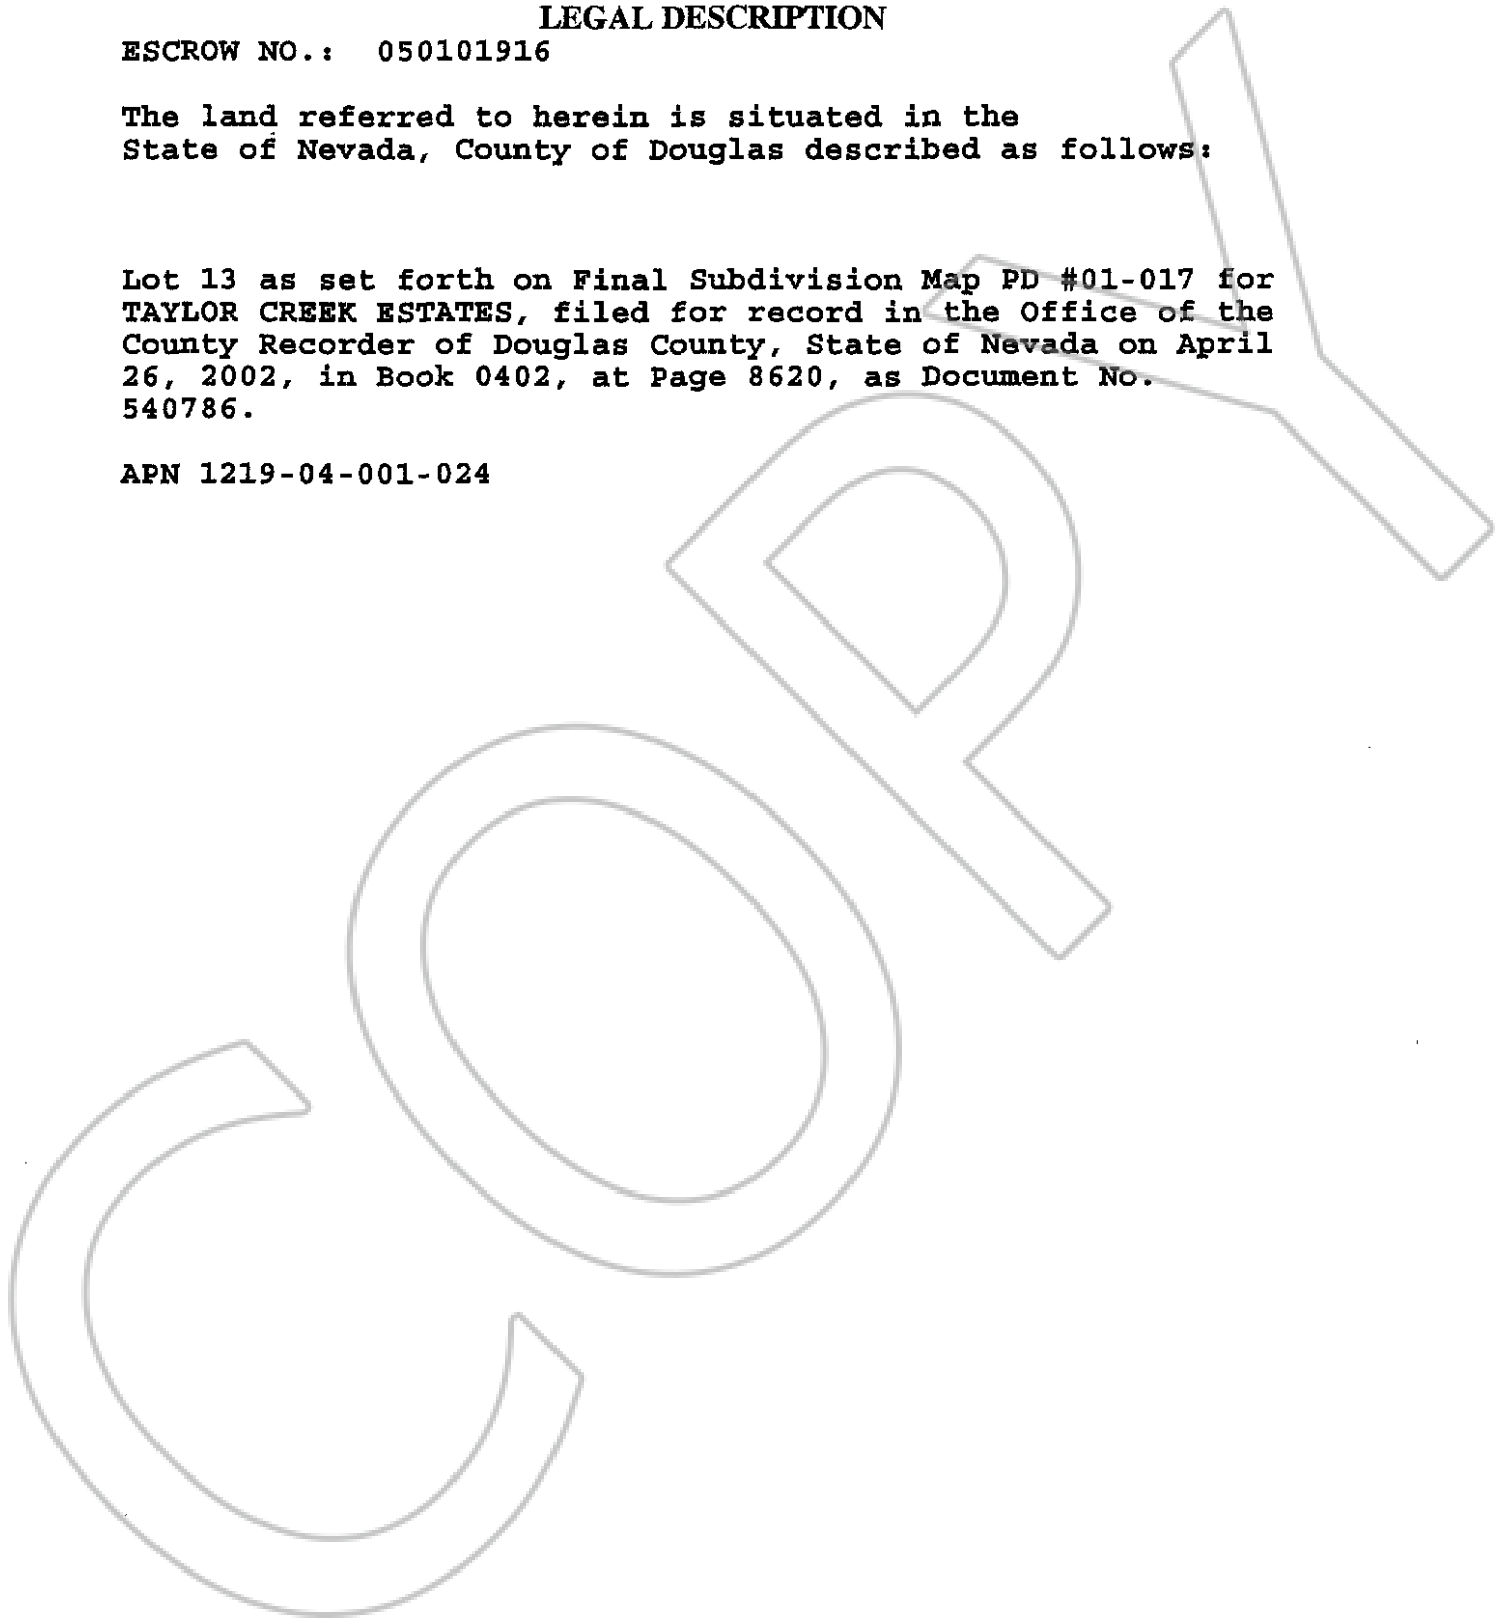 LEGAL DESCRIPTION
ESCROW NO.: 050101916
The land referred to herein is situated in the
State of Nevada, County of Douglas described as follows:
Lot 13 as set forth on Final Subdivision Map PD #01-017 for
TAYLOR CREEK ESTATES, filed for record in the Office of the
County Recorder of Douglas County, State of Nevada on April
26, 2002, in Book 0402, at Page 8620, as Document No.
540786.
APN 1219-04-001-024
COPY